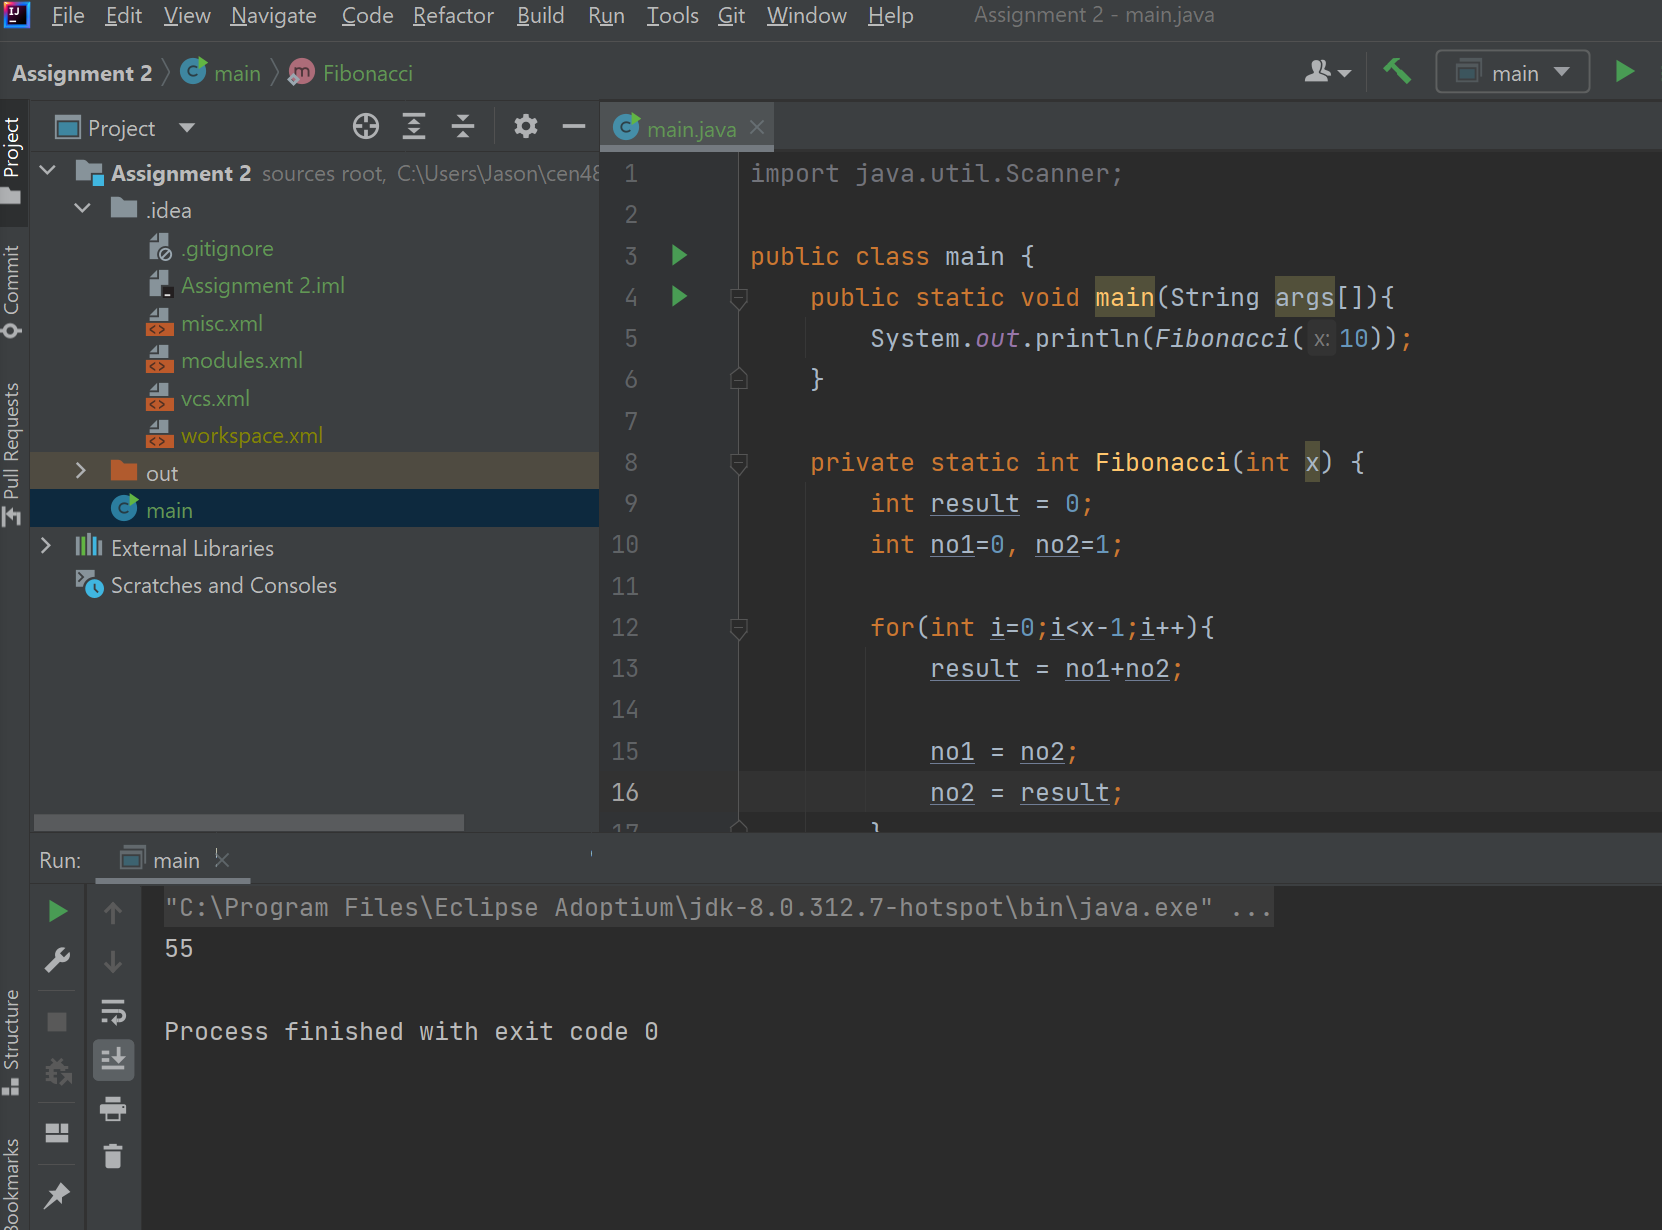 IJ File Edit View Navigate Code Refactor Build Run Tools Git Window Help Assignment 2 - main.java
Assignment 2 main Fibonacci main
Project
Commit
Pull Requests
Structure
Bookmarks
Project
Assignment 2 sources root, C:\Users\Jason\cen48
.idea
.gitignore
Assignment 2.iml
misc.xml
modules.xml
vcs.xml
workspace.xml
out
main
External Libraries
Scratches and Consoles
main.java
1 import java.util.Scanner;
2
3 public class main {
4 public static void main(String args[]){
5 System.out.println(Fibonacci( x: 10));
6 }
7
8 private static int Fibonacci(int x) {
9 int result = 0;
10 int no1=0, no2=1;
11
12 for(int i=0;i<x-1;i++){
13 result = no1+no2;
14
15 no1 = no2;
16 no2 = result;
17 }
Run: main
"C:\Program Files\Eclipse Adoptium\jdk-8.0.312.7-hotspot\bin\java.exe" ...
55
Process finished with exit code 0